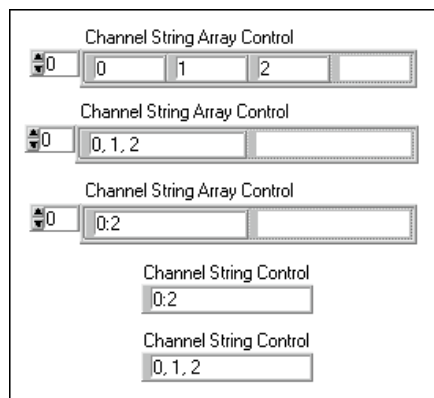 Channel String Array Control
0 0 1 2
Channel String Array Control
0 0, 1, 2
Channel String Array Control
0 0:2
Channel String Control
0:2
Channel String Control
0, 1, 2